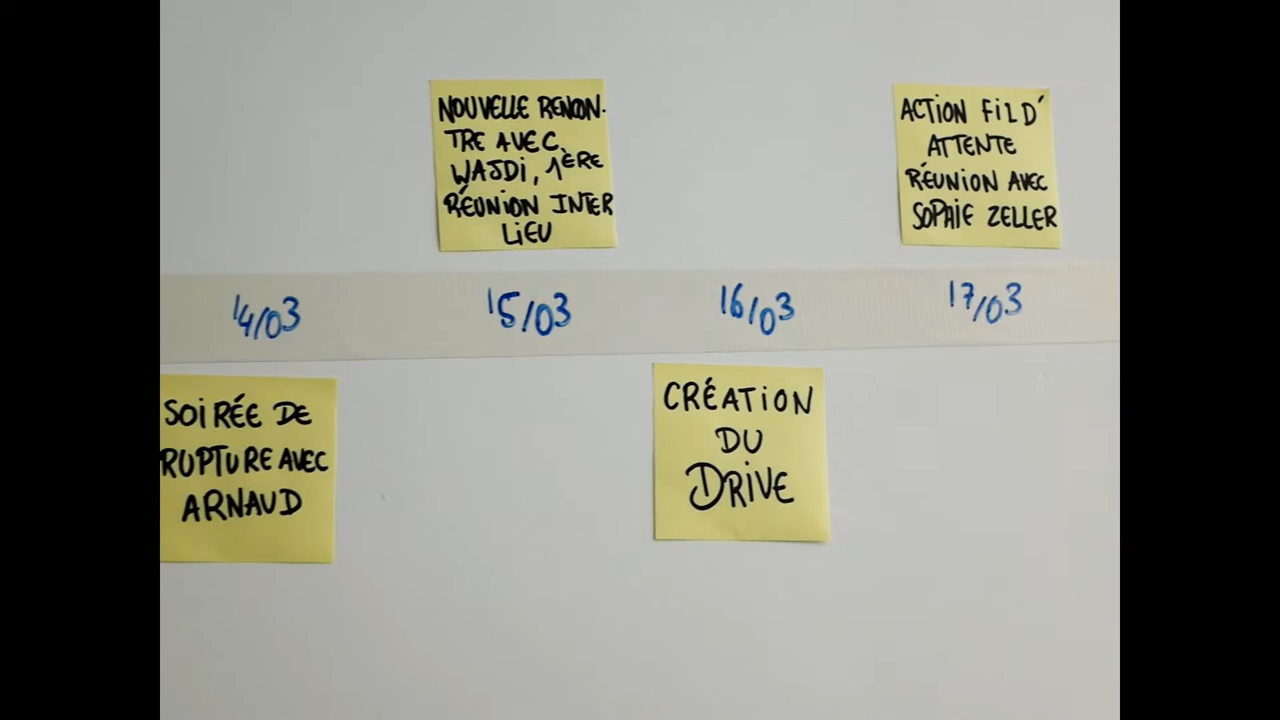 NOUVELLE RENCON-
TRE AVEC
WAJDI, 1ÈRE
RÉUNION INTER
LIEU
ACTION FIL D'
ATTENTE
RÉUNION AVEC
SOPHIE ZELLER
14/03
15/03
16/03
17/03
SOIRÉE DE
RUPTURE AVEC
ARNAUD
CRÉATION
DU
DRIVE